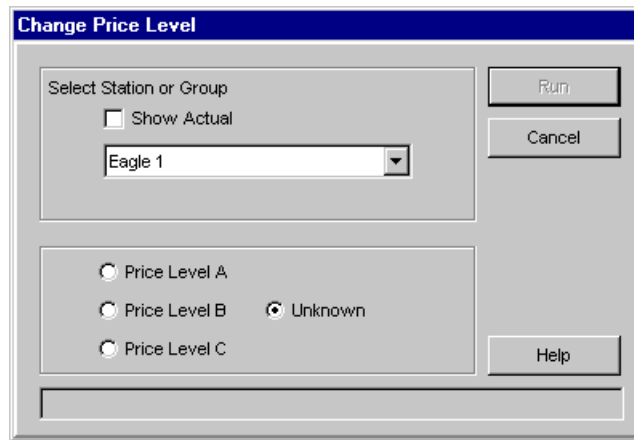 Change Price Level
Select Station or Group
Show Actual
Eagle 1
Run
Cancel
Price Level A
Price Level B
Unknown
Price Level C
Help